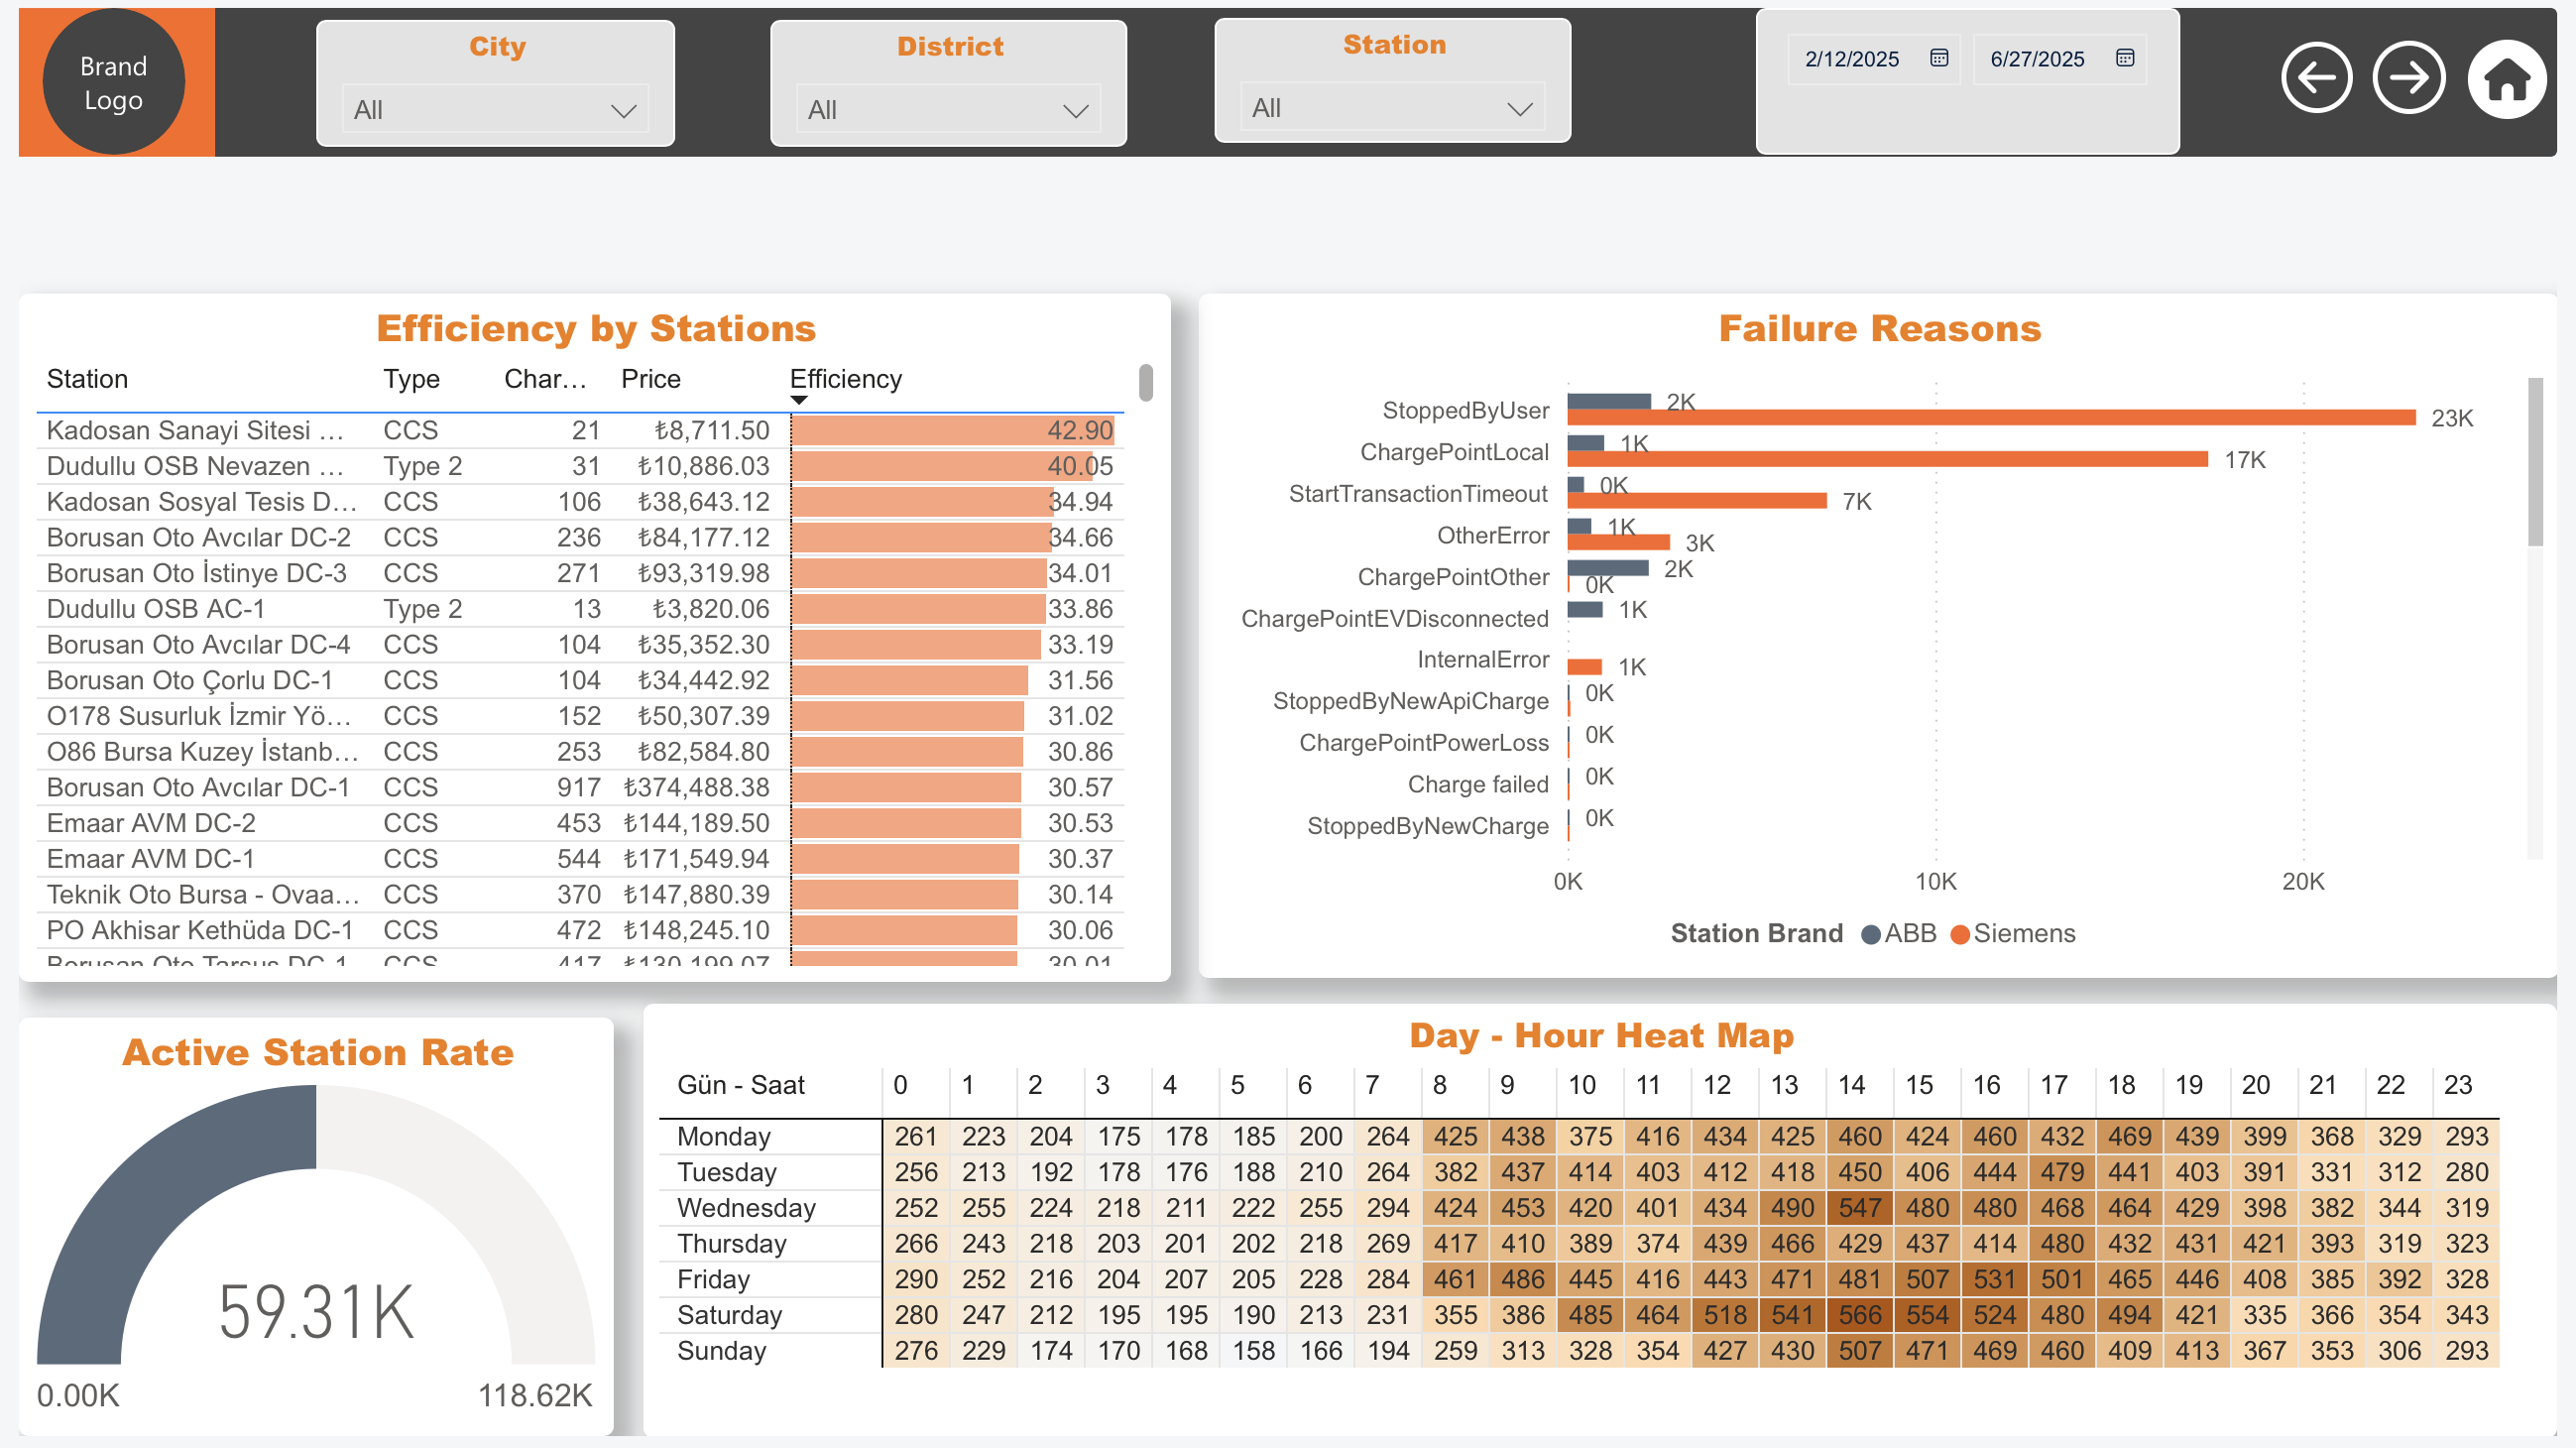 Brand
Logo
City
All
District
All
Station
All
2/12/2025 6/27/2025
Efficiency by Stations
Station Type Char… Price Efficiency
Kadosan Sanayi Sitesi … CCS 21 ₺8,711.50 42.90
Dudullu OSB Nevazen … Type 2 31 ₺10,886.03 40.05
Kadosan Sosyal Tesis D… CCS 106 ₺38,643.12 34.94
Borusan Oto Avcılar DC-2 CCS 236 ₺84,177.12 34.66
Borusan Oto İstinye DC-3 CCS 271 ₺93,319.98 34.01
Dudullu OSB AC-1 Type 2 13 ₺3,820.06 33.86
Borusan Oto Avcılar DC-4 CCS 104 ₺35,352.30 33.19
Borusan Oto Çorlu DC-1 CCS 104 ₺34,442.92 31.56
O178 Susurluk İzmir Yö… CCS 152 ₺50,307.39 31.02
O86 Bursa Kuzey İstanb… CCS 253 ₺82,584.80 30.86
Borusan Oto Avcılar DC-1 CCS 917 ₺374,488.38 30.57
Emaar AVM DC-2 CCS 453 ₺144,189.50 30.53
Emaar AVM DC-1 CCS 544 ₺171,549.94 30.37
Teknik Oto Bursa - Ovaa… CCS 370 ₺147,880.39 30.14
PO Akhisar Kethüda DC-1 CCS 472 ₺148,245.10 30.06
Borusan Oto Tarsus DC-1 CCS 417 ₺130,199.07 30.01
Failure Reasons
StoppedByUser 2K 23K
ChargePointLocal 1K 17K
StartTransactionTimeout 0K 7K
OtherError 1K 3K
ChargePointOther 2K 0K
ChargePointEVDisconnected 1K
InternalError 1K
StoppedByNewApiCharge 0K
ChargePointPowerLoss 0K
Charge failed 0K
StoppedByNewCharge 0K
0K 10K 20K
Station Brand ABB Siemens
Active Station Rate
59.31K
0.00K 118.62K
Day - Hour Heat Map
Gün - Saat 0 1 2 3 4 5 6 7 8 9 10 11 12 13 14 15 16 17 18 19 20 21 22 23
Monday 261 223 204 175 178 185 200 264 425 438 375 416 434 425 460 424 460 432 469 439 399 368 329 293
Tuesday 256 213 192 178 176 188 210 264 382 437 414 403 412 418 450 406 444 479 441 403 391 331 312 280
Wednesday 252 255 224 218 211 222 255 294 424 453 420 401 434 490 547 480 480 468 464 429 398 382 344 319
Thursday 266 243 218 203 201 202 218 269 417 410 389 374 439 466 429 437 414 480 432 431 421 393 319 323
Friday 290 252 216 204 207 205 228 284 461 486 445 416 443 471 481 507 531 501 465 446 408 385 392 328
Saturday 280 247 212 195 195 190 213 231 355 386 485 464 518 541 566 554 524 480 494 421 335 366 354 343
Sunday 276 229 174 170 168 158 166 194 259 313 328 354 427 430 507 471 469 460 409 413 367 353 306 293